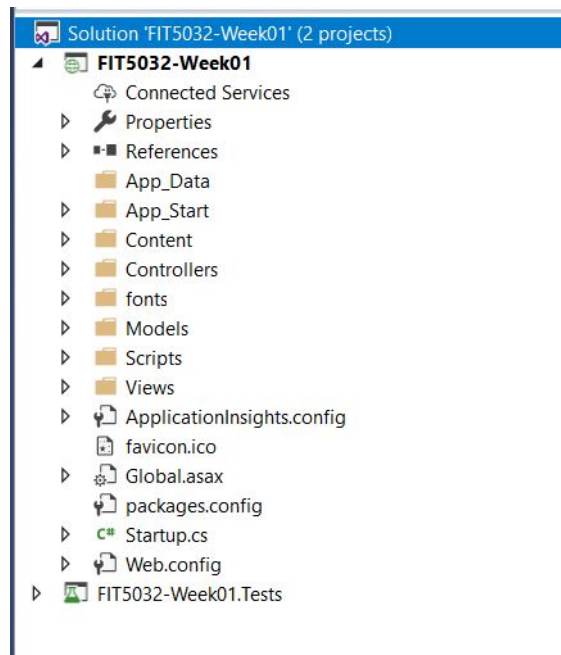 Solution 'FIT5032-Week01' (2 projects)
FIT5032-Week01
Connected Services
Properties
References
App_Data
App_Start
Content
Controllers
fonts
Models
Scripts
Views
ApplicationInsights.config
favicon.ico
Global.asax
packages.config
C# Startup.cs
Web.config
FIT5032-Week01.Tests